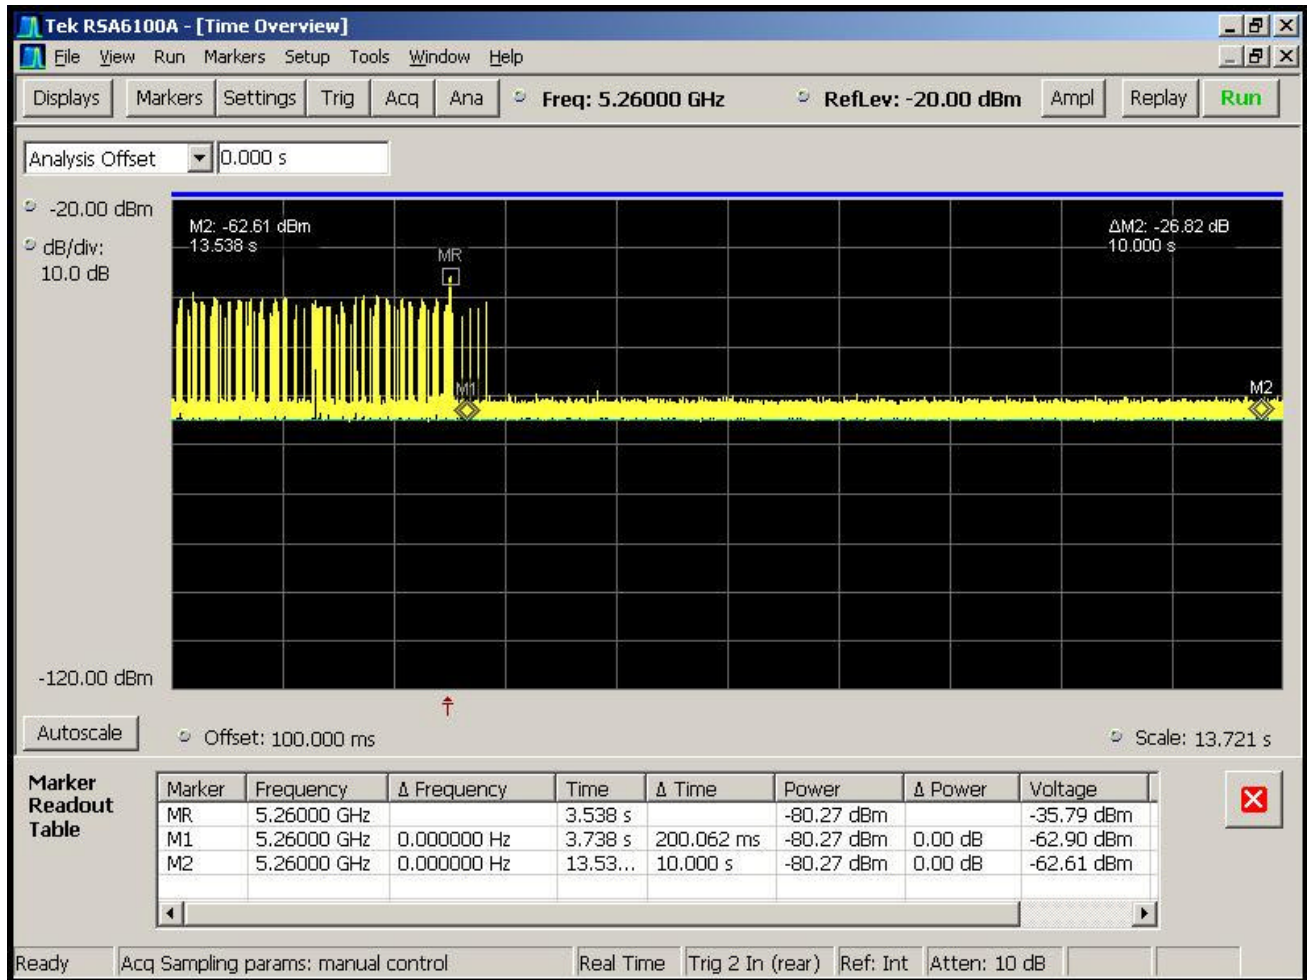 Tek RSA6100A - [Time Overview]
File View Run Markers Setup Tools Window Help
Displays Markers Settings Trig Acq Ana Freq: 5.26000 GHz RefLev: -20.00 dBm Ampl Replay Run
Analysis Offset 0.000 s
-20.00 dBm
dB/div:
10.0 dB
M2: -62.61 dBm
13.538 s
ΔM2: -26.82 dB
10.000 s
MR
M1
M2
-120.00 dBm
Autoscale Offset: 100.000 ms Scale: 13.721 s
Marker Readout Table
Marker Frequency Δ Frequency Time Δ Time Power Δ Power Voltage
MR 5.26000 GHz 3.538 s -80.27 dBm -35.79 dBm
M1 5.26000 GHz 0.000000 Hz 3.738 s 200.062 ms -80.27 dBm 0.00 dB -62.90 dBm
M2 5.26000 GHz 0.000000 Hz 13.53... 10.000 s -80.27 dBm 0.00 dB -62.61 dBm
Ready Acq Sampling params: manual control Real Time Trig 2 In (rear) Ref: Int Atten: 10 dB